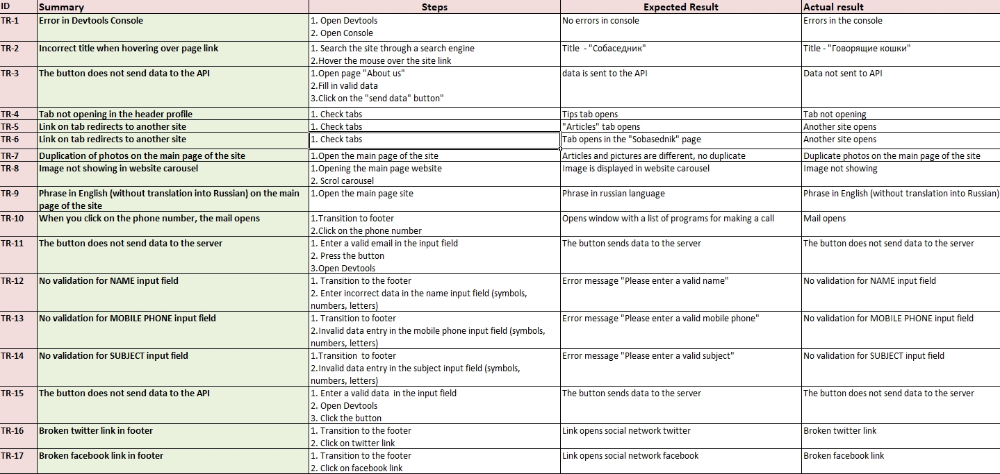 ID Summary Steps Expected Result Actual result
TR-1 Error in Devtools Console 1. Open Devtools No errors in console Errors in the console
2. Open Console
TR-2 Incorrect title when hovering over page link 1. Search the site through a search engine Title - "Собаседник" Title - "Говорящие кошки"
2.Hover the mouse over the site link
TR-3 The button does not send data to the API 1.Open page "About us" data is sent to the API Data not sent to API
2.Fill in valid data
3.Click on the "send data" button"
TR-4 Tab not opening in the header profile 1. Check tabs Tips tab opens Tab not opening
TR-5 Link on tab redirects to another site 1. Check tabs "Articles" tab opens Another site opens
TR-6 Link on tab redirects to another site 1. Check tabs Tab opens in the "Sobasednik" page Another site opens
TR-7 Duplication of photos on the main page of the site 1.Open the main page of the site Articles and pictures are different, no duplicate Duplicate photos on the main page of the site
TR-8 Image not showing in website carousel 1.Opening the main page website Image is displayed in website carousel Image not showing
2. Scrol carousel
TR-9 Phrase in English (without translation into Russian) on the main 1.Open the main page site Phrase in russian language Phrase in English (without translation into Russian)
page of the site
TR-10 When you click on the phone number, the mail opens 1.Transition to footer Opens window with a list of programs for making a call Mail opens
2.Click on the phone number
TR-11 The button does not send data to the server 1. Enter a valid email in the input field The button sends data to the server The button does not send data to the server
2. Press the button
3.Open Devtools
TR-12 No validation for NAME input field 1. Transition to the footer Error message "Please enter a valid name" No validation for NAME input field
2. Enter incorrect data in the name input field (symbols,
numbers, letters)
TR-13 No validation for MOBILE PHONE input field 1. Transition to footer Error message "Please enter a valid mobile phone" No validation for MOBILE PHONE input field
2.Invalid data entry in the mobile phone input field (symbols,
numbers, letters)
TR-14 No validation for SUBJECT input field 1.Transition to footer Error message "Please enter a valid subject" No validation for SUBJECT input field
2.Invalid data entry in the subject input field (symbols,
numbers, letters)
TR-15 The button does not send data to the API 1. Enter a valid data in the input field The button sends data to the server The button does not send data to the server
2. Open Devtools
3. Click the button
TR-16 Broken twitter link in footer 1. Transition to the footer Link opens social network twitter Broken twitter link
2. Click on twitter link
TR-17 Broken facebook link in footer 1. Transition to the footer Link opens social network facebook Broken facebook link
2. Click on facebook link